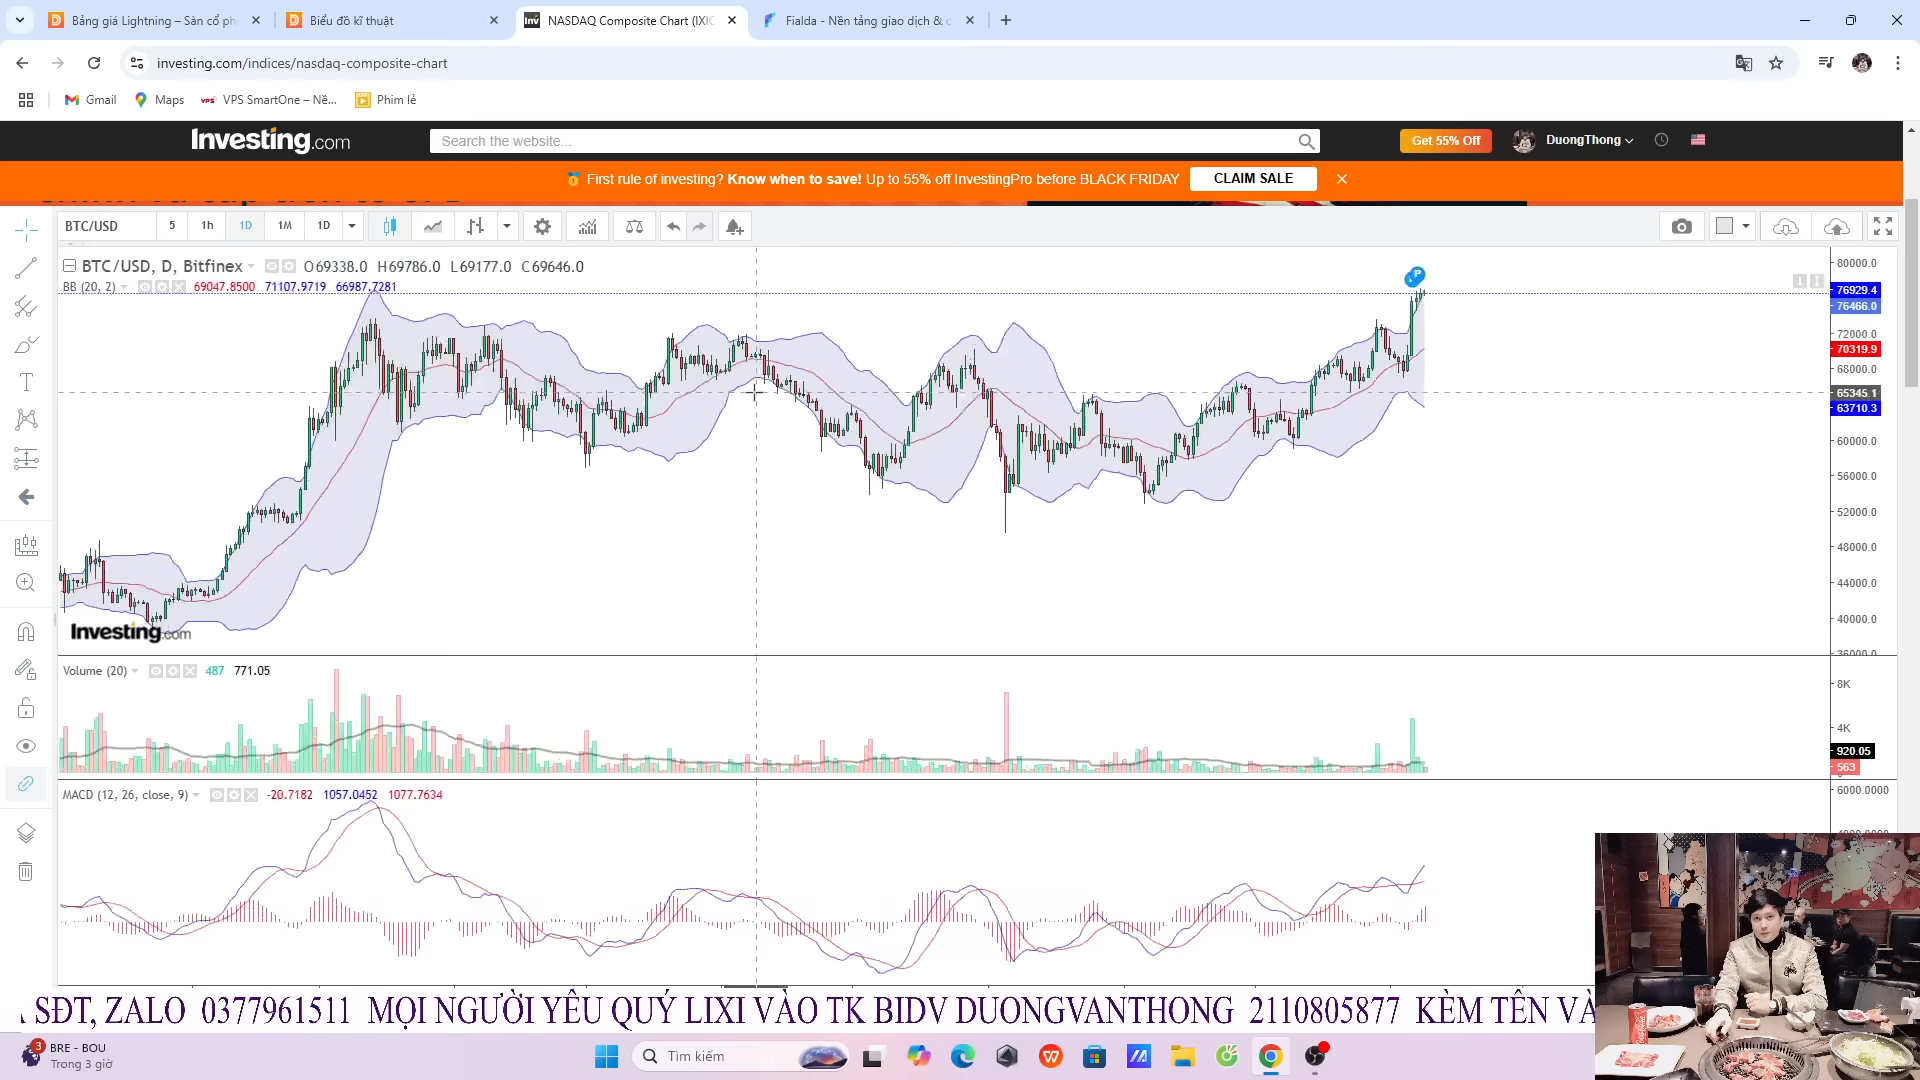 Bảng giá Lightning – Sàn cổ ph
Biểu đồ kĩ thuật
NASDAQ Composite Chart (IXIC
Fialda - Nền tảng giao dịch &
investing.com/indices/nasdaq-composite-chart
Gmail
Maps
VPS SmartOne – Nề...
Phim lẻ
Investing.com
Search the website...
Get 55% Off
DuongThong
First rule of investing? Know when to save! Up to 55% off InvestingPro before BLACK FRIDAY
CLAIM SALE
BTC/USD 5 1h 1D 1M 1D
BTC/USD, D, Bitfinex O69338.0 H69786.0 L69177.0 C69646.0
BB (20, 2) 69047.8500 71107.9719 66987.7281
P
80000.0
76929.4
76466.0
72000.0
70319.9
68000.0
65345.1
63710.3
60000.0
56000.0
52000.0
48000.0
44000.0
40000.0
36000.0
Investing.com
Volume (20) 487 771.05
8K
4K
920.05
563
MACD (12, 26, close, 9) -20.7182 1057.0452 1077.7634
6000.0000
SĐT, ZALO 0377961511 MỌI NGƯỜI YÊU QUÝ LIXI VÀO TK BIDV DUONGVANTHONG 2110805877 KÈM TÊN VÀ
3
BRE - BOU
Trong 3 giờ
Tìm kiếm